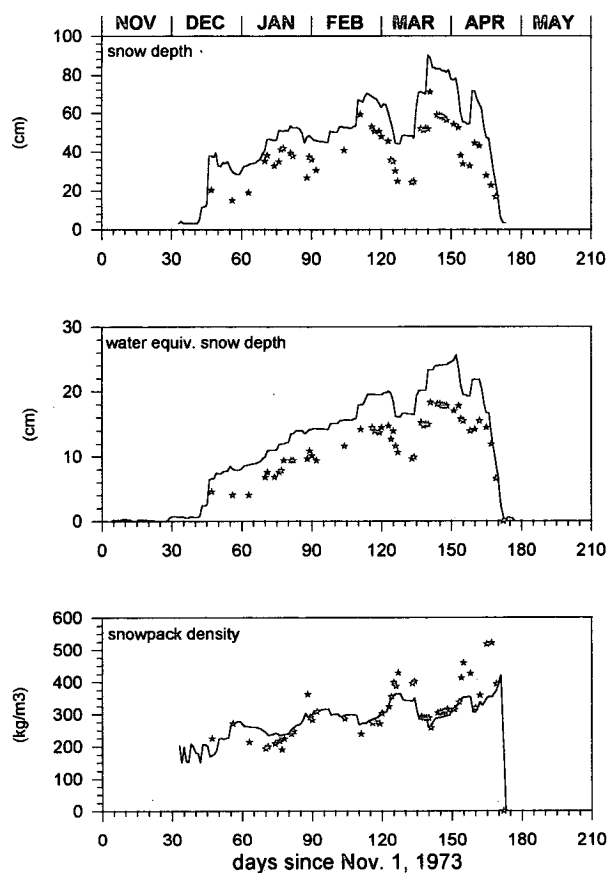 NOV DEC JAN FEB MAR APR MAY
100
snow depth
80
(cm)
60
40
20
0
0 30 60 90 120 150 180 210
30
water equiv. snow depth
20
(cm)
10
0
0 30 60 90 120 150 180 210
600
snowpack density
500
(kg/m3)
400
300
200
100
0
0 30 60 90 120 150 180 210
days since Nov. 1, 1973